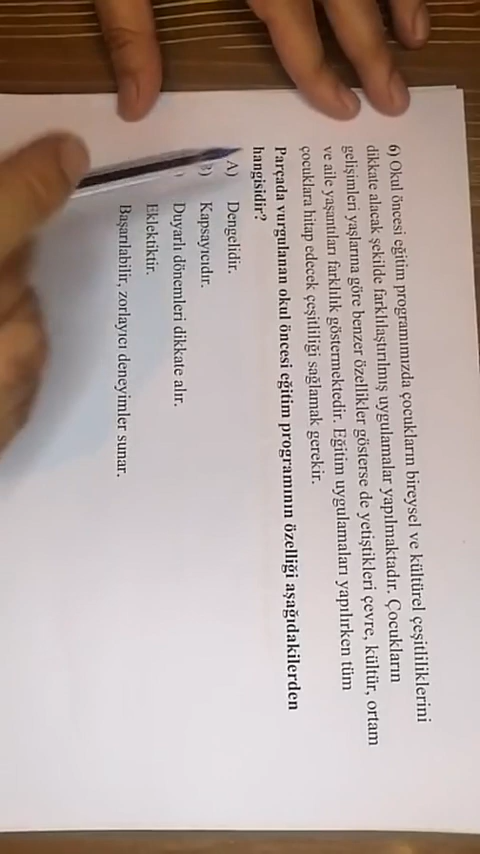 6) Okul öncesi eğitim programımızda çocukların bireysel ve kültürel çeşitliliklerini
dikkate alacak şekilde farklılaştırılmış uygulamalar yapılmaktadır. Çocukların
gelişimleri yaşlarına göre benzer özellikler gösterse de yetiştikleri çevre, kültür, ortam
ve aile yaşantıları farklılık göstermektedir. Eğitim uygulamaları yapılırken tüm
çocuklara hitap edecek çeşitliliği sağlamak gerekir.
Parçada vurgulanan okul öncesi eğitim programının özelliği aşağıdakilerden
hangisidir?
A) Dengelidir.
B) Kapsayıcıdır.
) Duyarlı dönemleri dikkate alır.
Eklektiktir.
Başarılabilir, zorlayıcı deneyimler sunar.